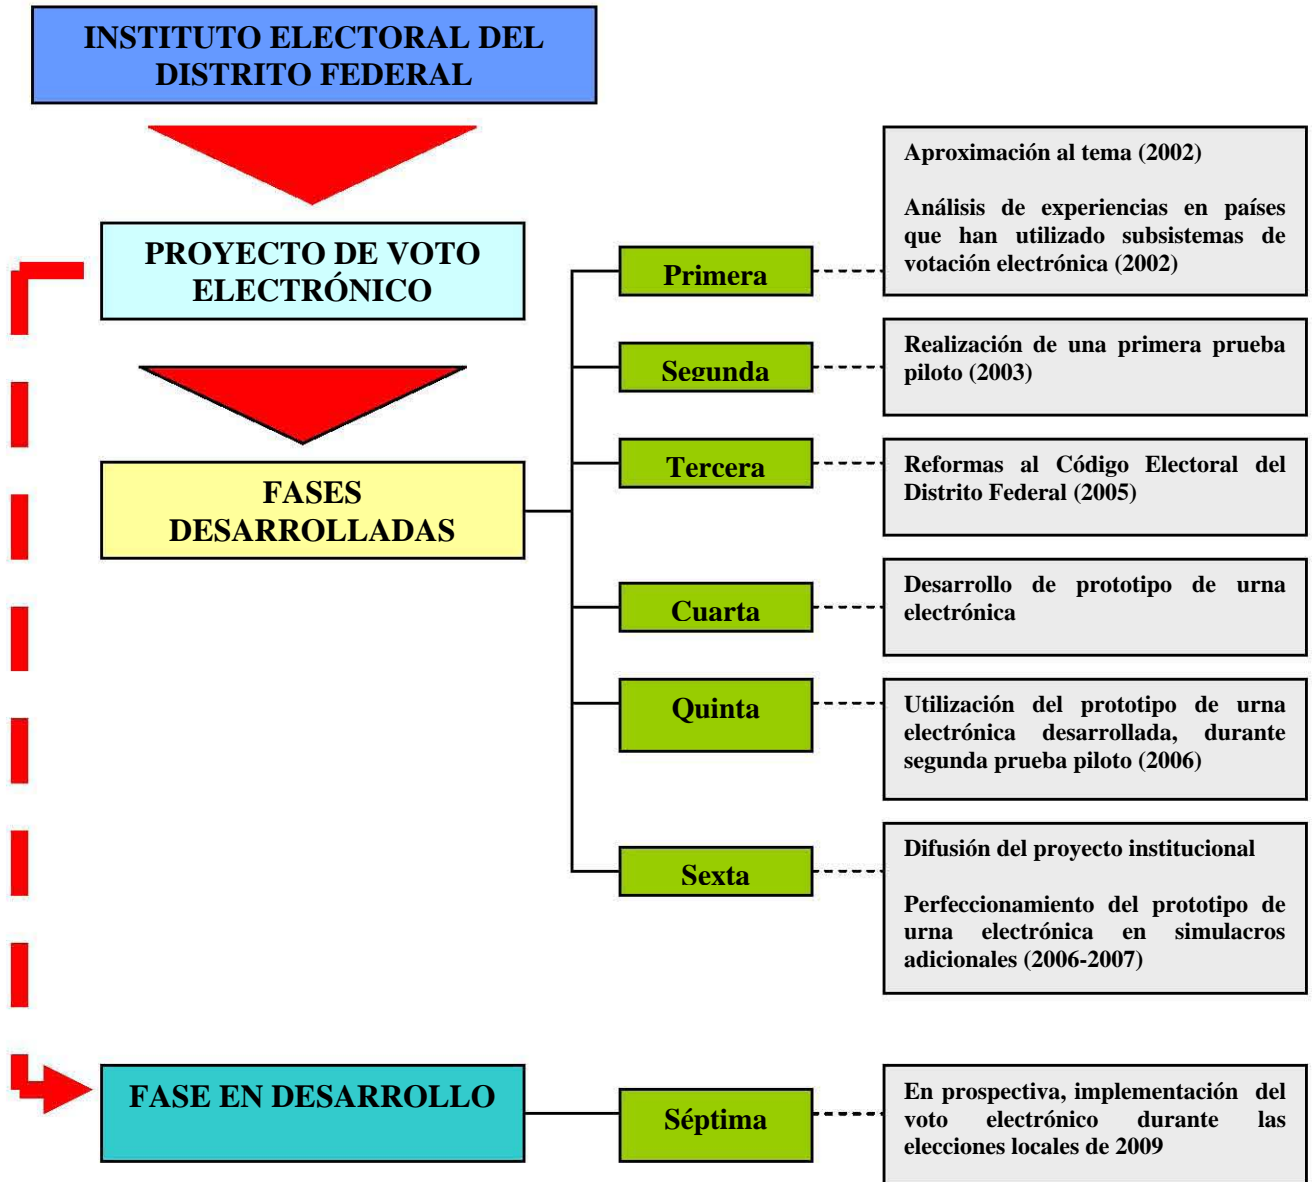 INSTITUTO ELECTORAL DEL
DISTRITO FEDERAL
PROYECTO DE VOTO
ELECTRÓNICO
FASES
DESARROLLADAS
Primera
Aproximación al tema (2002)
Análisis de experiencias en países
que han utilizado subsistemas de
votación electrónica (2002)
Segunda
Realización de una primera prueba
piloto (2003)
Tercera
Reformas al Código Electoral del
Distrito Federal (2005)
Cuarta
Desarrollo de prototipo de urna
electrónica
Quinta
Utilización del prototipo de urna
electrónica desarrollada, durante
segunda prueba piloto (2006)
Sexta
Difusión del proyecto institucional
Perfeccionamiento del prototipo de
urna electrónica en simulacros
adicionales (2006-2007)
FASE EN DESARROLLO
Séptima
En prospectiva, implementación del
voto electrónico durante las
elecciones locales de 2009